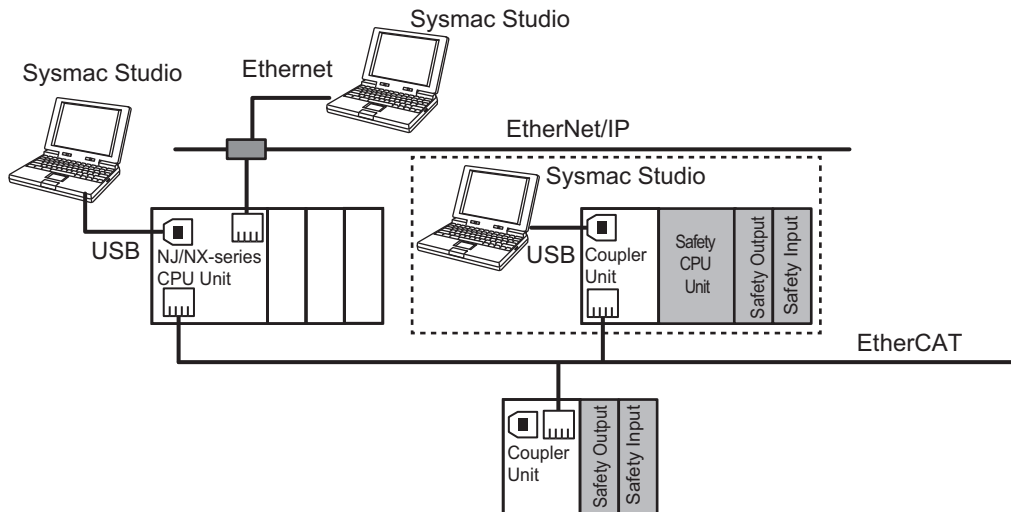 Sysmac Studio
Sysmac Studio
Ethernet
EtherNet/IP
Sysmac Studio
USB
NJ/NX-series
CPU Unit
USB
Coupler
Unit
Safety
CPU
Unit
Safety Output
Safety Input
EtherCAT
Coupler
Unit
Safety Output
Safety Input